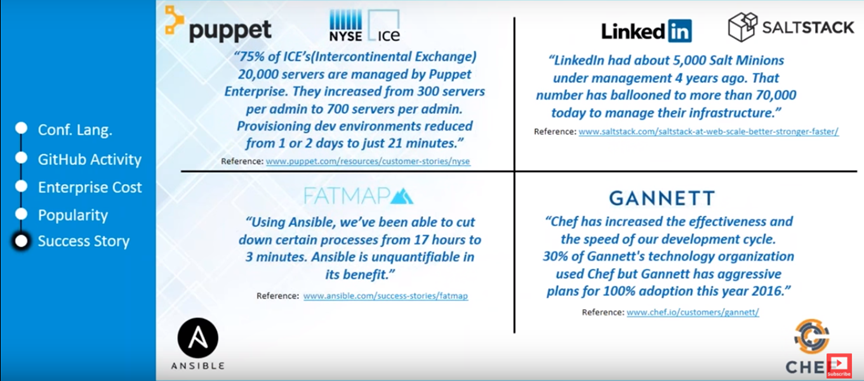 Conf. Lang.
GitHub Activity
Enterprise Cost
Popularity
Success Story
puppet
NYSE ice
“75% of ICE’s(Intercontinental Exchange)
20,000 servers are managed by Puppet
Enterprise. They increased from 300 servers
per admin to 700 servers per admin.
Provisioning dev environments reduced
from 1 or 2 days to just 21 minutes.”
Reference: www.puppet.com/resources/customer-stories/nyse
LinkedIn
SALTSTACK
“LinkedIn had about 5,000 Salt Minions
under management 4 years ago. That
number has ballooned to more than 70,000
today to manage their infrastructure.”
Reference: www.saltstack.com/saltstack-at-web-scale-better-stronger-faster/
FATMAP
“Using Ansible, we’ve been able to cut
down certain processes from 17 hours to
3 minutes. Ansible is unquantifiable in
its benefit.”
Reference: www.ansible.com/success-stories/fatmap
A
ANSIBLE
GANNETT
“Chef has increased the effectiveness and
the speed of our development cycle.
30% of Gannett's technology organization
used Chef but Gannett has aggressive
plans for 100% adoption this year 2016.”
Reference: www.chef.io/customers/gannett/
CHEF
Subscribe